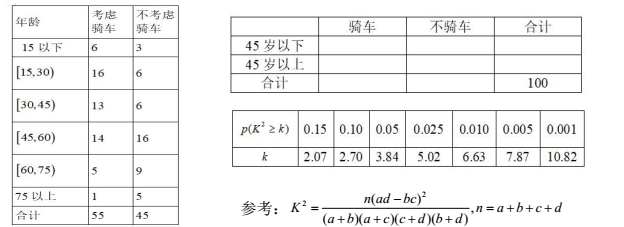 年龄 考虑骑车 不考虑骑车
15 以下 6 3
[15,30) 16 6
[30,45) 13 6
[45,60) 14 16
[60,75) 5 9
75 以上 1 5
合计 55 45
骑车 不骑车 合计
45 岁以下
45 岁以上
合计 100
p(K² ≥ k) 0.15 0.10 0.05 0.025 0.010 0.005 0.001
k 2.07 2.70 3.84 5.02 6.63 7.87 10.82
参考：K² = n(ad − bc)² / (a + b)(a + c)(c + d)(b + d), n = a + b + c + d